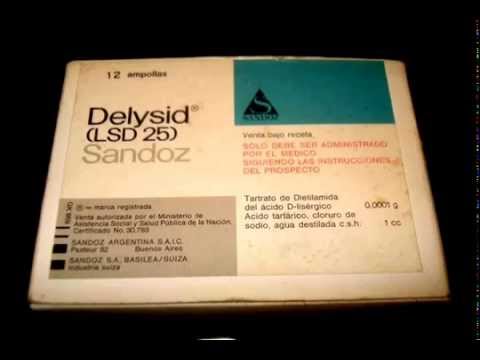 12 ampollas
Delysid®
(LSD 25)
Sandoz
S
SANDOZ
Venta bajo receta
SOLO DEBE SER ADMINISTRADO
POR EL MEDICO
SIGUIENDO LAS INSTRUCCIONES
DEL PROSPECTO
Tartrato de Dietilamida
del ácido D-lisérgico 0,0001 g
Acido tartárico, cloruro de
sodio, agua destilada c.s.h. 1 cc
® = marca registrada
Venta autorizada por el Ministerio de
Asistencia Social y Salud Pública de la Nación.
Certificado No. 30.793
SANDOZ ARGENTINA S.A.I.C.
Pasteur 52 Buenos Aires
SANDOZ S.A., BASILEA/SUIZA
Industria suiza